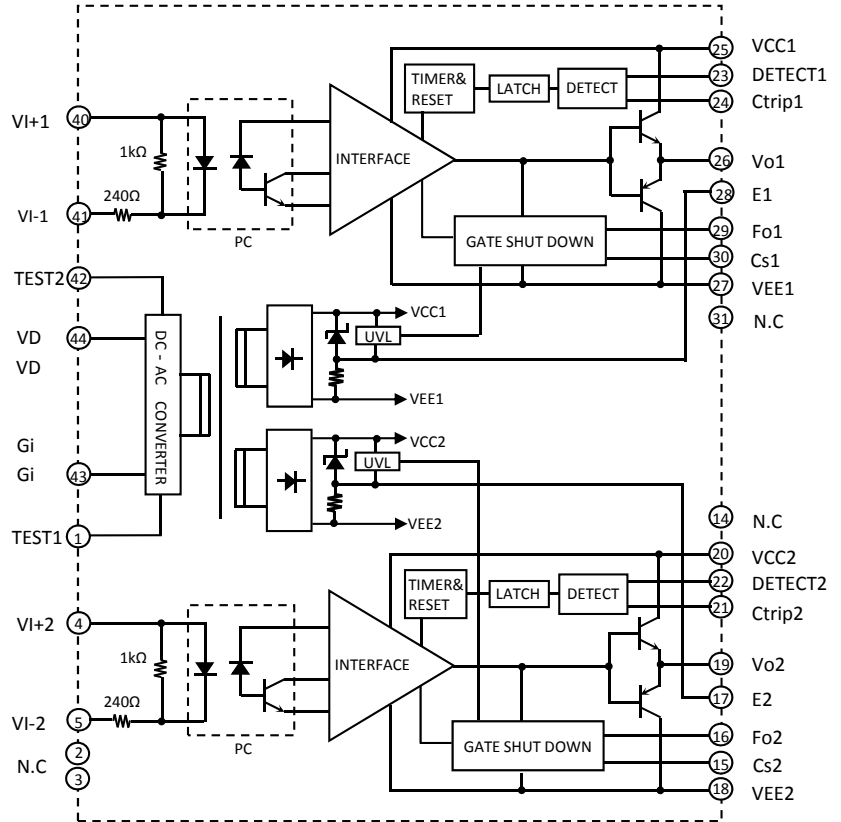 25 VCC1
TIMER&
RESET
LATCH
DETECT
23 DETECT1
24 Ctrip1
VI+1 40
1kΩ
INTERFACE
26 Vo1
240Ω
28 E1
VI-1 41
PC
GATE SHUT DOWN
29 Fo1
30 Cs1
TEST2 42
27 VEE1
31 N.C
VCC1
UVL
VD 44
VD
DC - AC CONVERTER
VEE1
VCC2
Gi
Gi 43
UVL
VEE2
14 N.C
TEST1 1
20 VCC2
TIMER&
RESET
LATCH
DETECT
22 DETECT2
21 Ctrip2
VI+2 4
1kΩ
INTERFACE
19 Vo2
240Ω
17 E2
VI-2 5
PC
GATE SHUT DOWN
16 Fo2
15 Cs2
N.C 2
3
18 VEE2